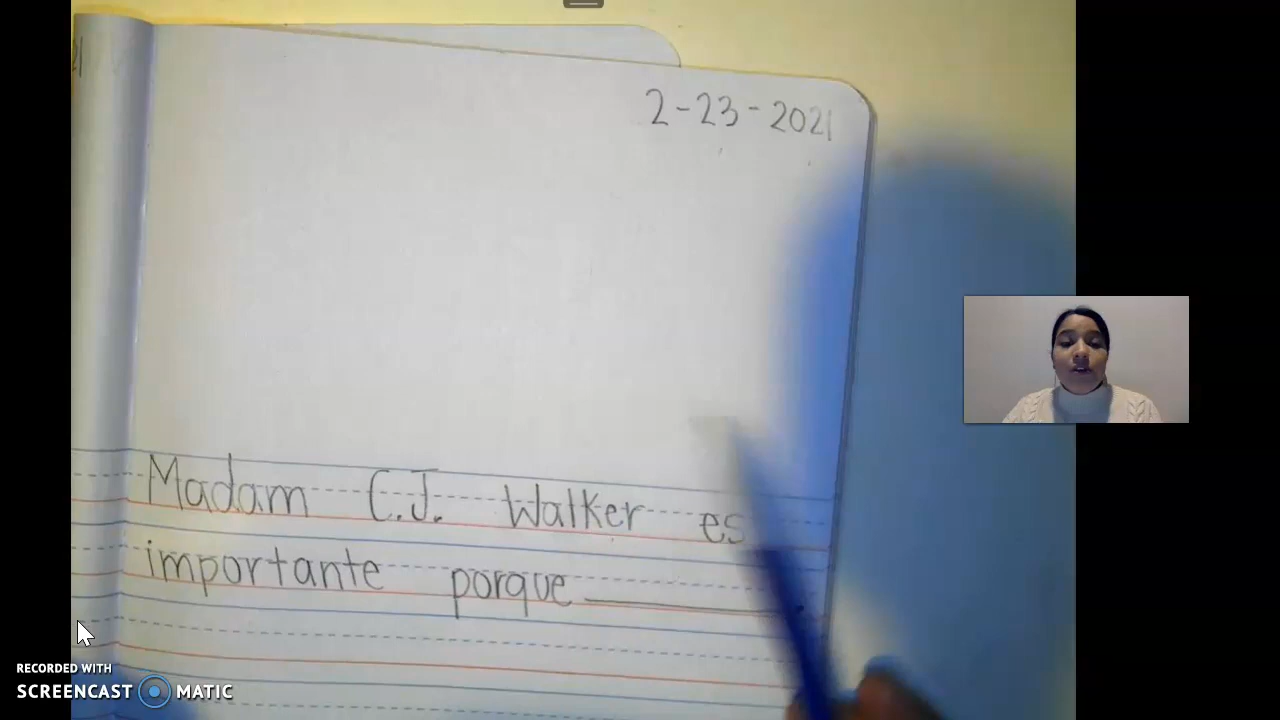 2-23-2021
Madam C.J. Walker es
importante porque
RECORDED WITH
SCREENCAST MATIC